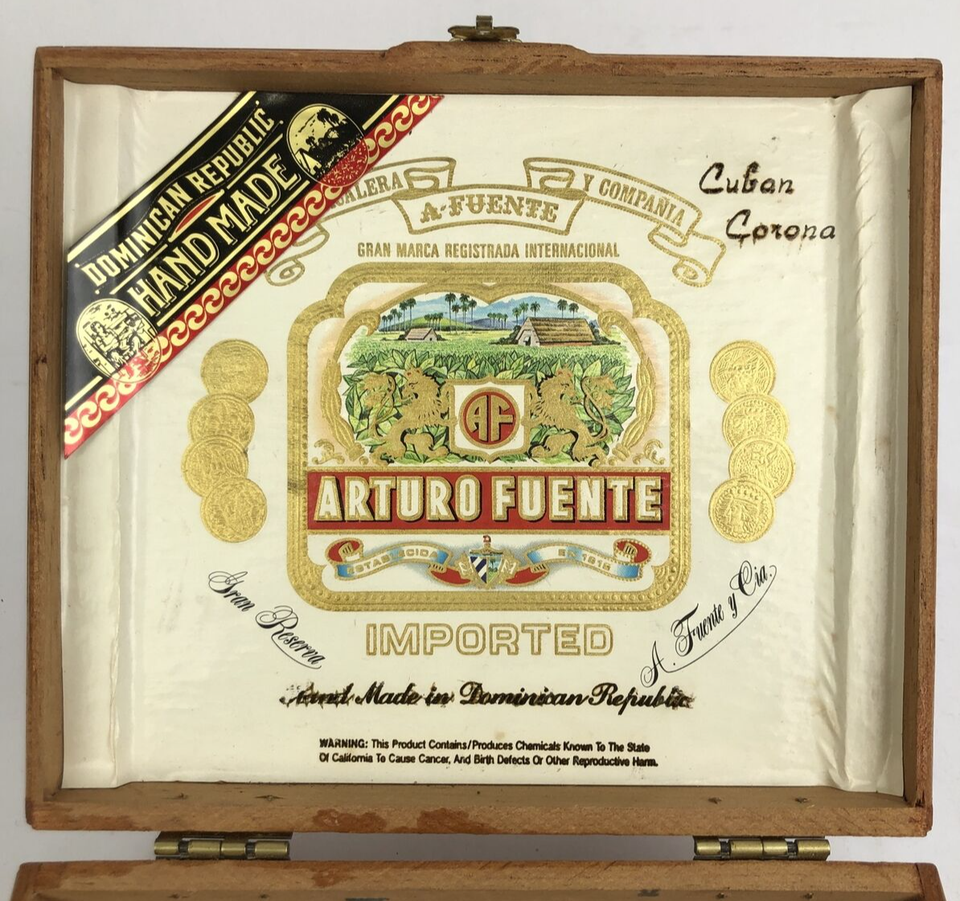 DOMINICAN REPUBLIC
HAND MADE
A·FUENTE
Y COMPAÑIA
GRAN MARCA REGISTRADA INTERNACIONAL
Cuban
Corona
AF
ARTURO FUENTE
EN 1912
Gran Reserva
A. Fuente y Cia.
IMPORTED
Hand Made in Dominican Republic
WARNING: This Product Contains/Produces Chemicals Known To The State
Of California To Cause Cancer, And Birth Defects Or Other Reproductive Harm.